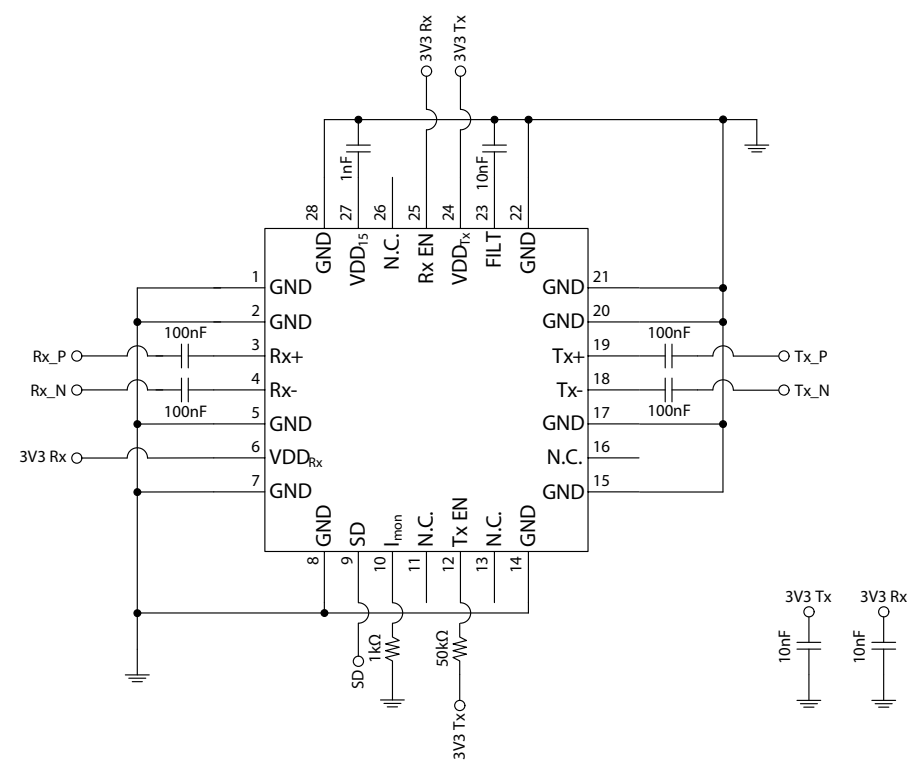 3V3 Rx
3V3 Tx
1nF
10nF
28
27
26
25
24
23
22
GND
VDD15
N.C.
Rx EN
VDDTx
FILT
GND
1
GND
GND
21
2
GND
GND
20
100nF
100nF
Rx_P
3
Rx+
Tx+
19
Tx_P
Rx_N
4
Rx-
Tx-
18
Tx_N
100nF
100nF
5
GND
GND
17
3V3 Rx
6
VDDRx
N.C.
16
7
GND
GND
15
GND
SD
Imon
N.C.
Tx EN
N.C.
GND
8
9
10
11
12
13
14
SD
1kΩ
50kΩ
3V3 Tx
3V3 Tx
3V3 Rx
10nF
10nF